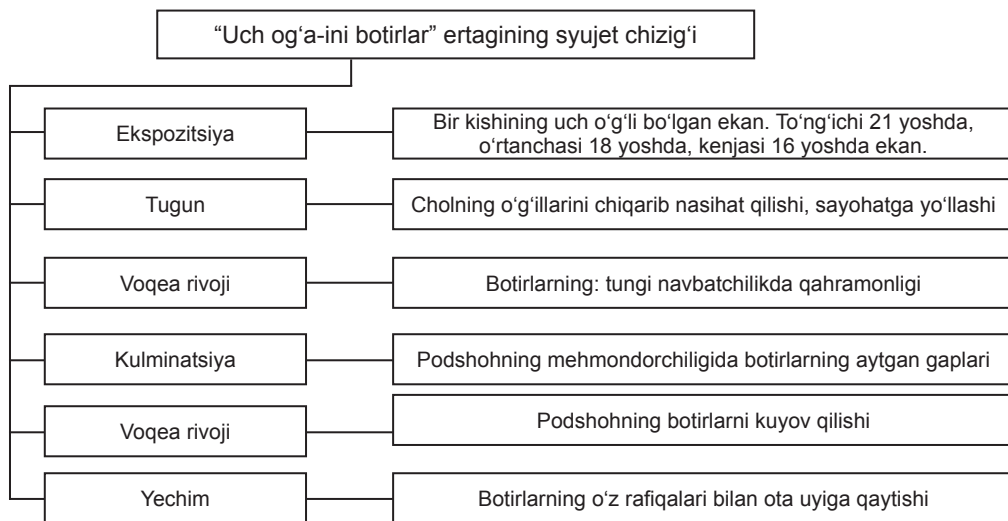 “Uch og‘a-ini botirlar” ertagining syujet chizig‘i
Ekspozitsiya
Bir kishining uch o‘g‘li bo‘lgan ekan. To‘ng‘ichi 21 yoshda,
o‘rtanchasi 18 yoshda, kenjasi 16 yoshda ekan.
Tugun
Cholning o‘g‘illarini chiqarib nasihat qilishi, sayohatga yo‘llashi
Voqea rivoji
Botirlarning: tungi navbatchilikda qahramonligi
Kulminatsiya
Podshohning mehmondorchiligida botirlarning aytgan gaplari
Voqea rivoji
Podshohning botirlarni kuyov qilishi
Yechim
Botirlarning o‘z rafiqalari bilan ota uyiga qaytishi